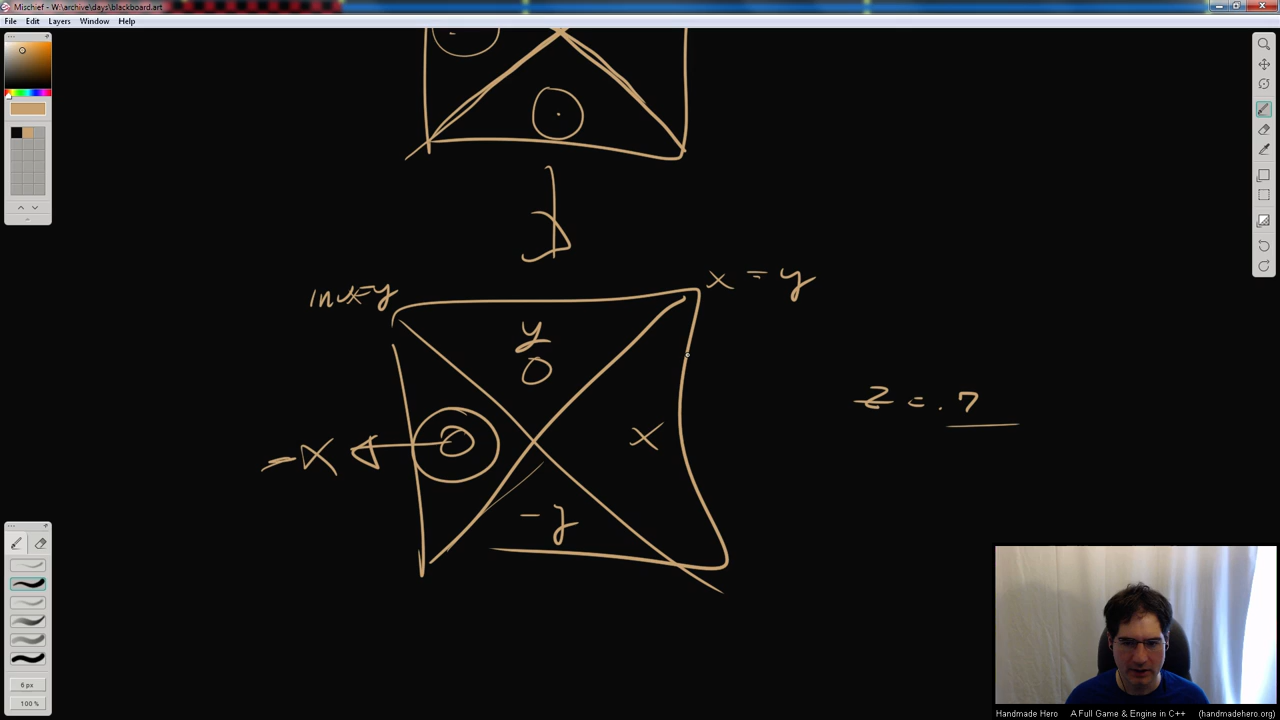 Mischief - W:\archive\days\blackboard.art
File Edit Layers Window Help
x = y
y
0
z = .7
-x
x
6 px
100 %
Handmade Hero A Full Game & Engine in C++ (handmadehero.org)